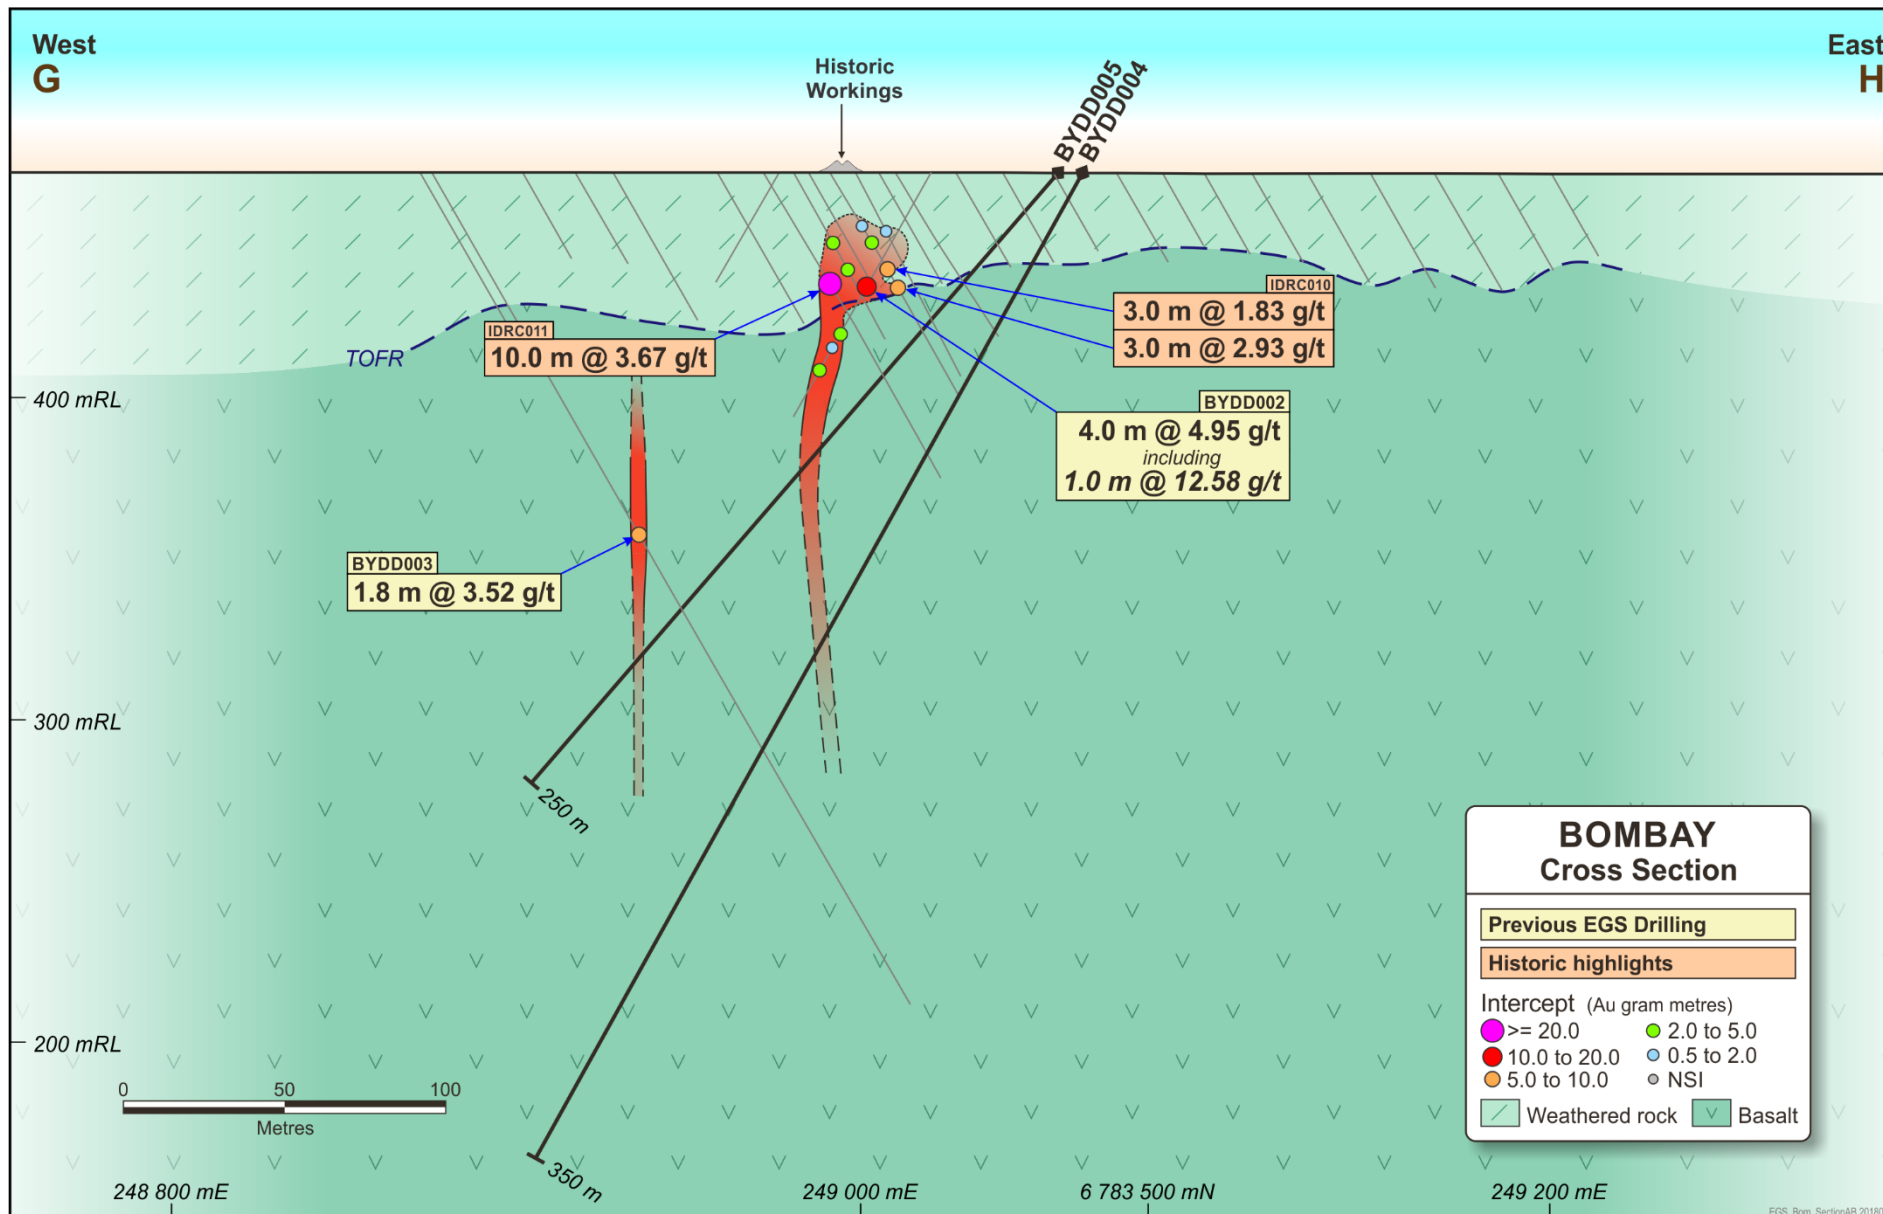 West
G
East
H
Historic
Workings
BYDD005
BYDD004
IDRC010
3.0 m @ 1.83 g/t
3.0 m @ 2.93 g/t
IDRC011
10.0 m @ 3.67 g/t
TOFR
400 mRL
BYDD002
4.0 m @ 4.95 g/t
including
1.0 m @ 12.58 g/t
BYDD003
1.8 m @ 3.52 g/t
300 mRL
250 m
200 mRL
0 50 100
Metres
350 m
248 800 mE
249 000 mE
6 783 500 mN
249 200 mE
BOMBAY
Cross Section
Previous EGS Drilling
Historic highlights
Intercept (Au gram metres)
>= 20.0
2.0 to 5.0
10.0 to 20.0
0.5 to 2.0
5.0 to 10.0
NSI
Weathered rock
Basalt